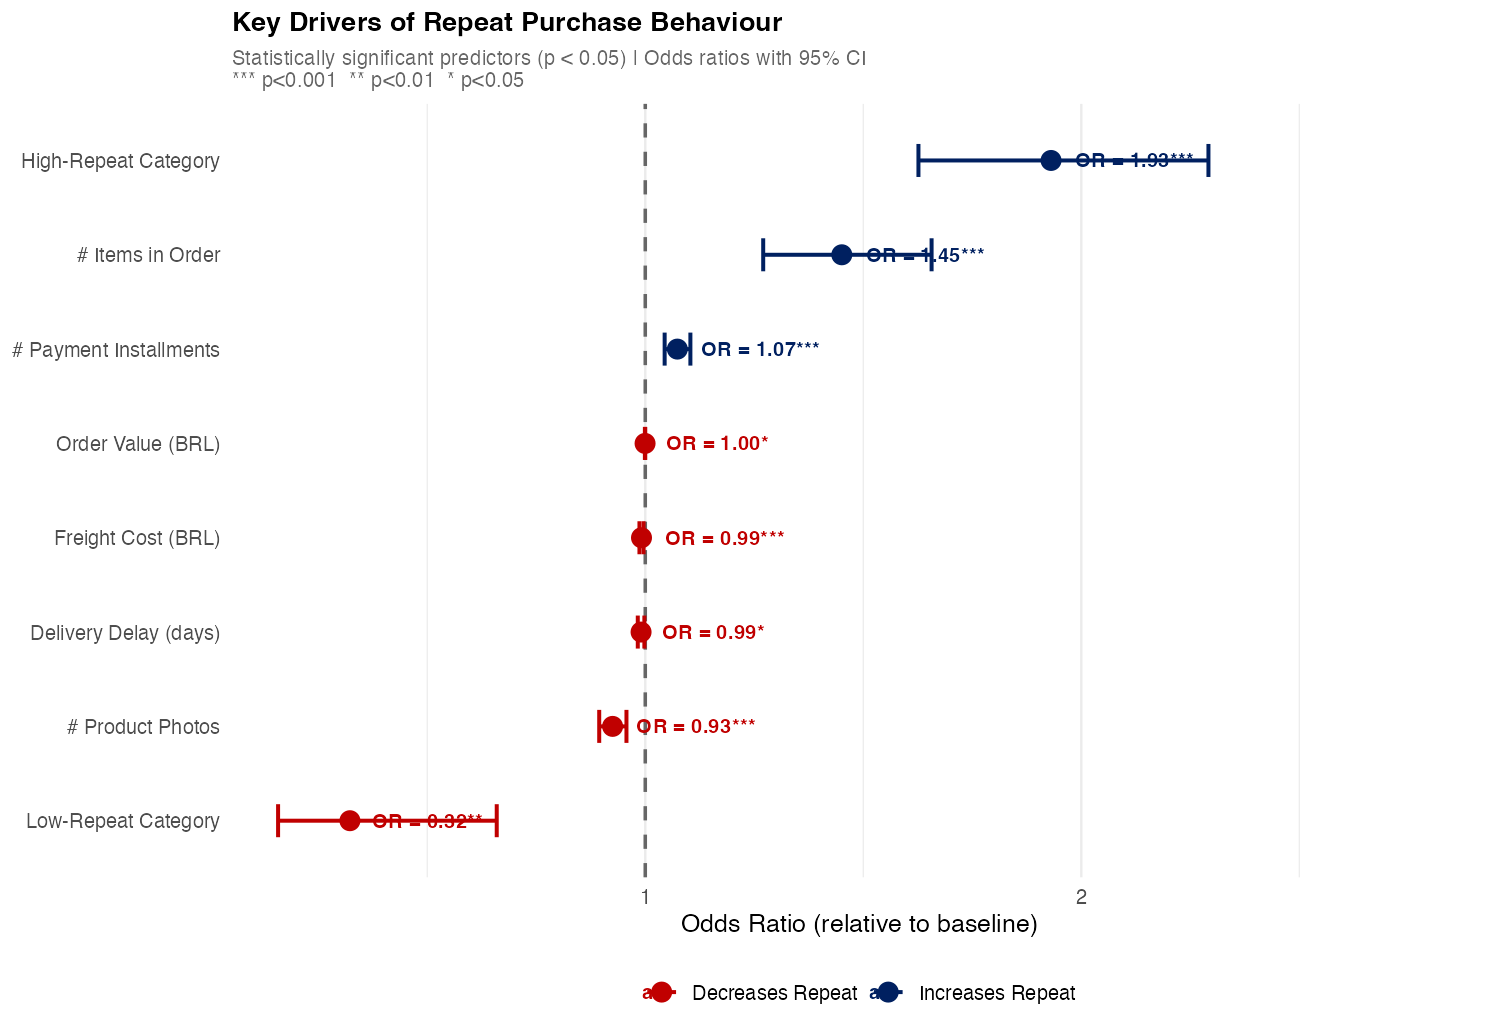 Key Drivers of Repeat Purchase Behaviour
Statistically significant predictors (p < 0.05) | Odds ratios with 95% CI
*** p<0.001  ** p<0.01  * p<0.05
High-Repeat Category
OR = 1.93***
# Items in Order
OR = 1.45***
# Payment Installments
OR = 1.07***
Order Value (BRL)
OR = 1.00*
Freight Cost (BRL)
OR = 0.99***
Delivery Delay (days)
OR = 0.99*
# Product Photos
OR = 0.93***
Low-Repeat Category
OR = 0.32**
1 2
Odds Ratio (relative to baseline)
a Decreases Repeat a Increases Repeat